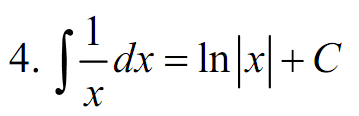 4. ∫ 1/x dx = ln|x| + C